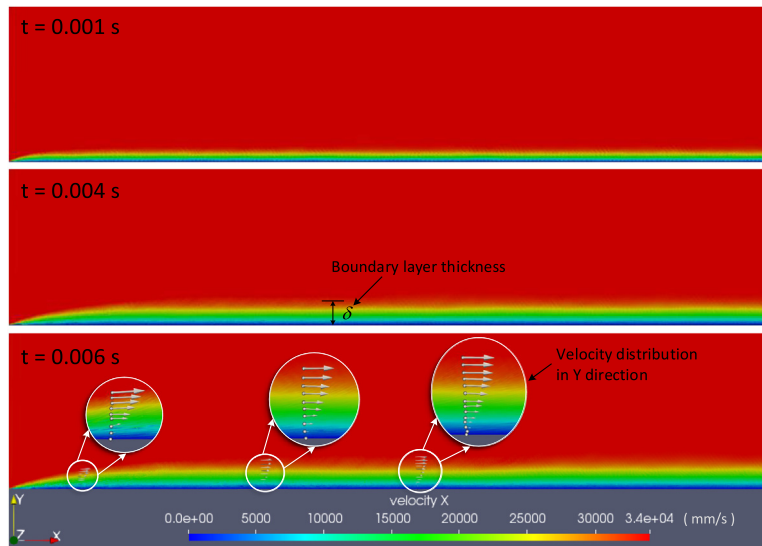 t = 0.001 s
t = 0.004 s
Boundary layer thickness
δ
t = 0.006 s
Velocity distribution
in Y direction
Y
Z
X
velocity X
0.0e+00 5000 10000 15000 20000 25000 30000 3.4e+04 ( mm/s )